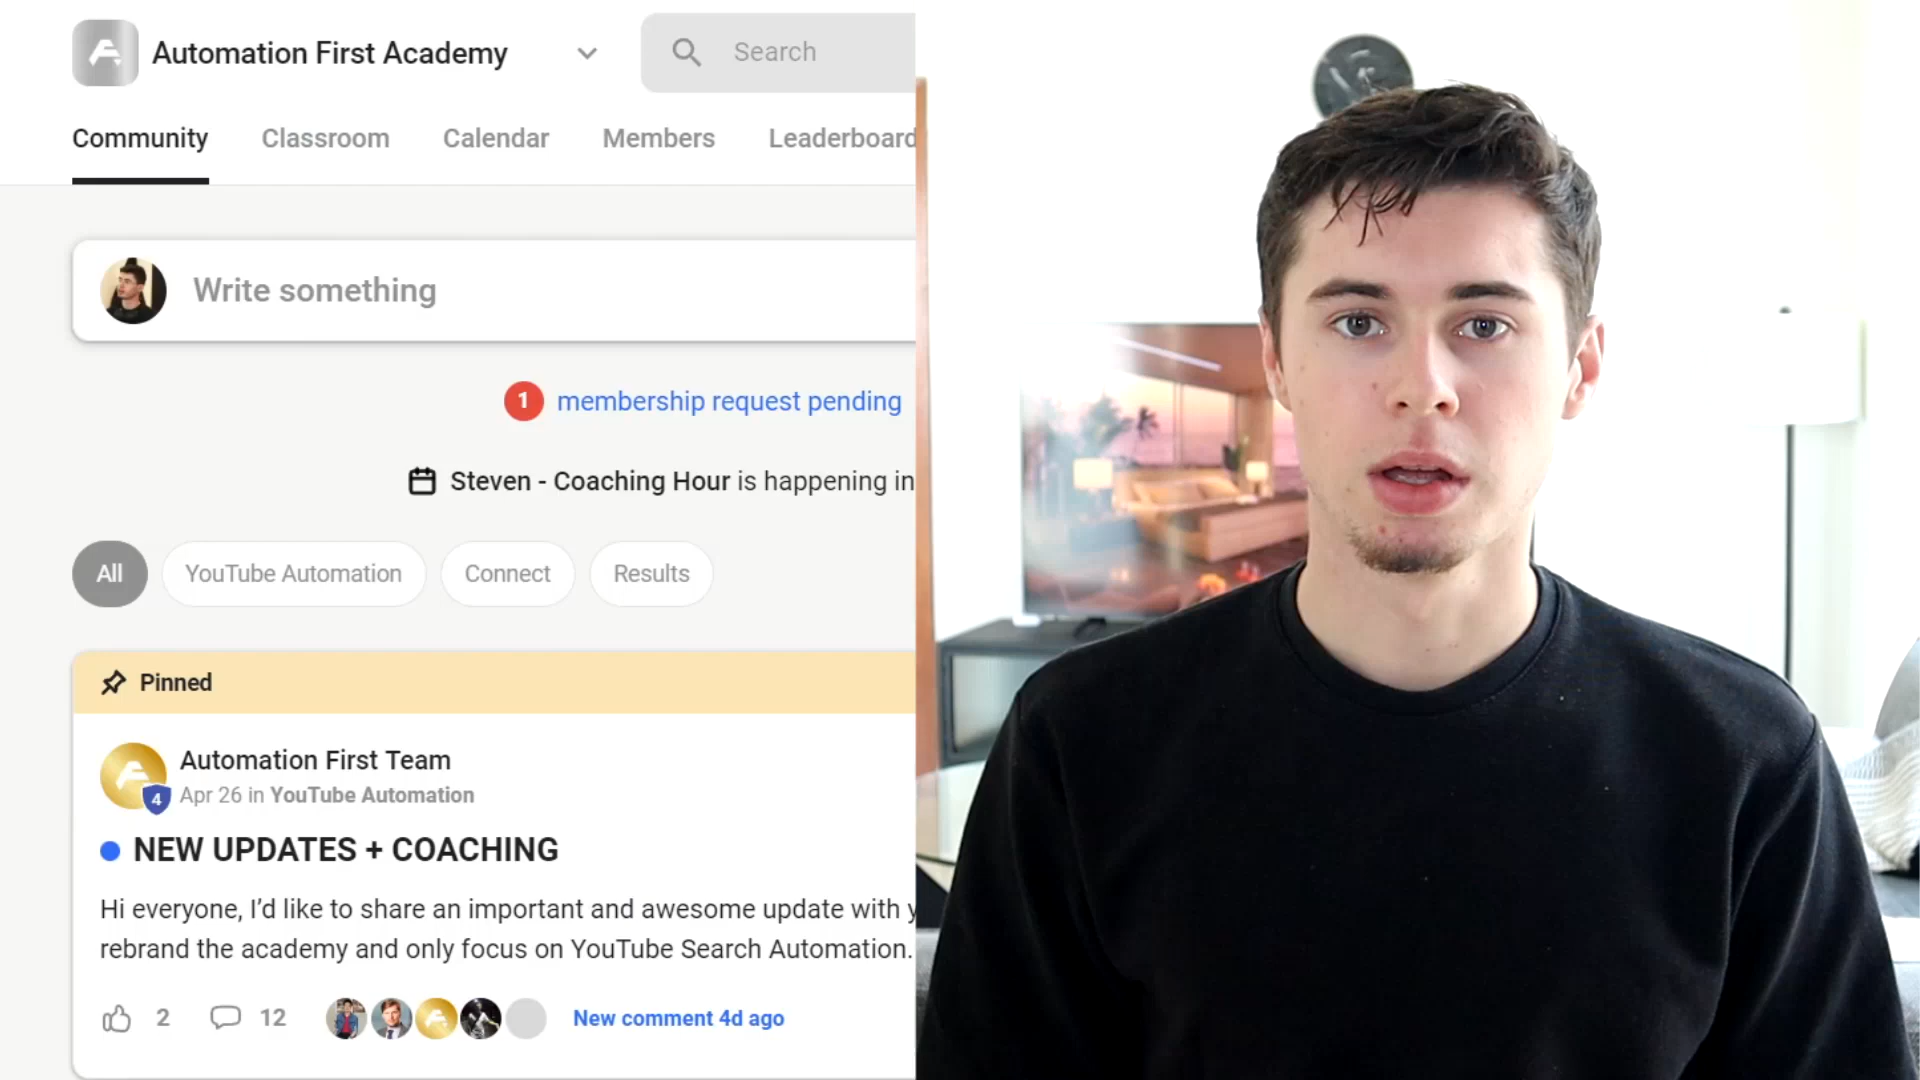 Automation First Academy
Search
Community Classroom Calendar Members Leaderboard
Write something
1 membership request pending
Steven - Coaching Hour is happening in
All YouTube Automation Connect Results
Pinned
Automation First Team
4
Apr 26 in YouTube Automation
NEW UPDATES + COACHING
Hi everyone, I'd like to share an important and awesome update with
rebrand the academy and only focus on YouTube Search Automation.
2 12 New comment 4d ago